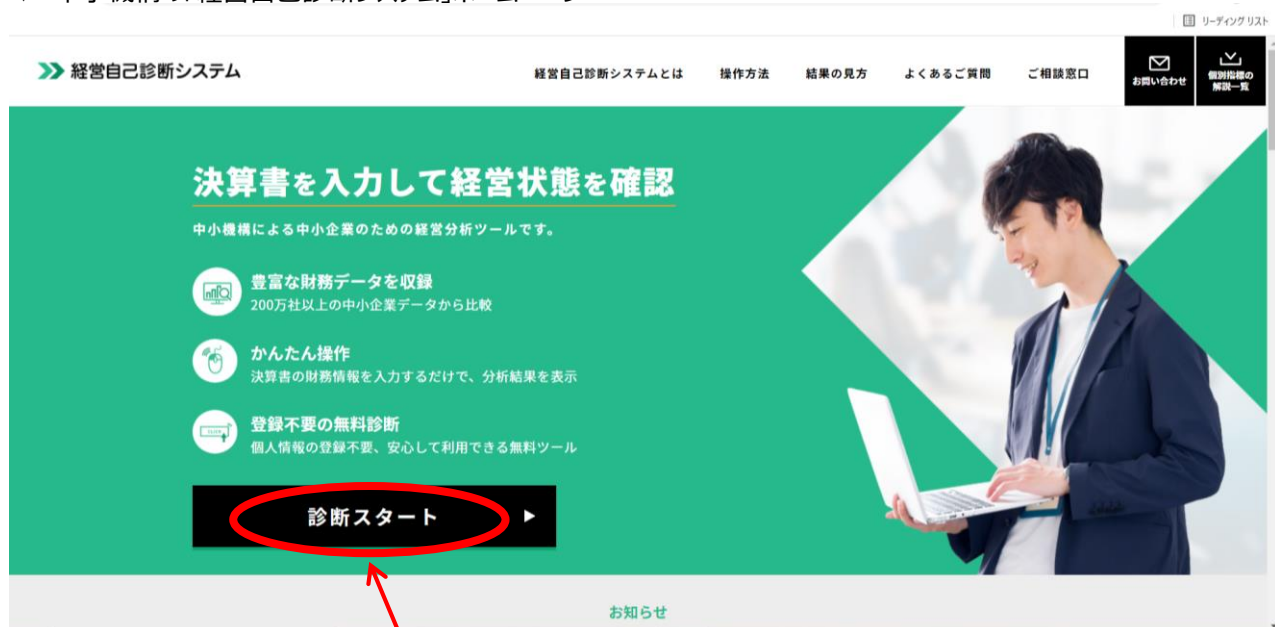 リーディングリスト
経営自己診断システム
経営自己診断システムとは 操作方法 結果の見方 よくあるご質問 ご相談窓口
お問い合わせ
個別指標の
解説一覧
決算書を入力して経営状態を確認
中小機構による中小企業のための経営分析ツールです。
豊富な財務データを収録
200万社以上の中小企業データから比較
かんたん操作
決算書の財務情報を入力するだけで、分析結果を表示
登録不要の無料診断
個人情報の登録不要、安心して利用できる無料ツール
診断スタート
お知らせ